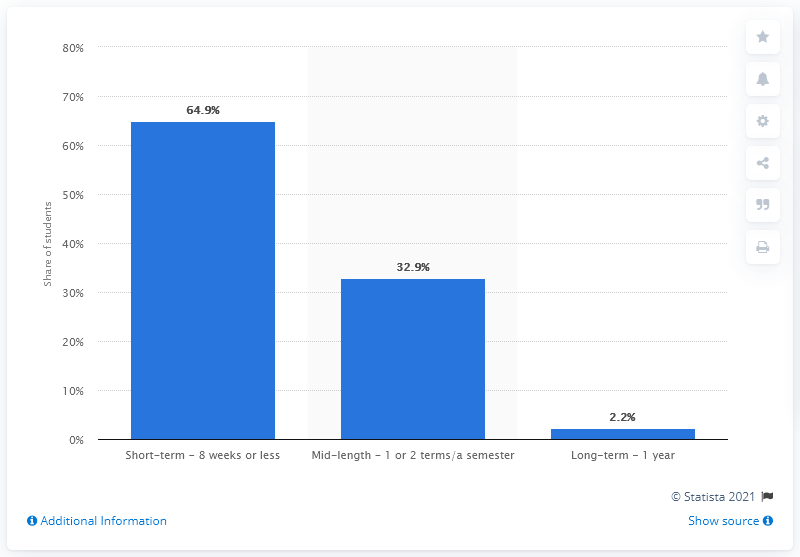 80%
70%
60%
50%
40%
30%
20%
10%
0%
Share of students
64.9%
32.9%
2.2%
Short-term - 8 weeks or less
Mid-length - 1 or 2 terms/a semester
Long-term - 1 year
© Statista 2021
Additional Information
Show source